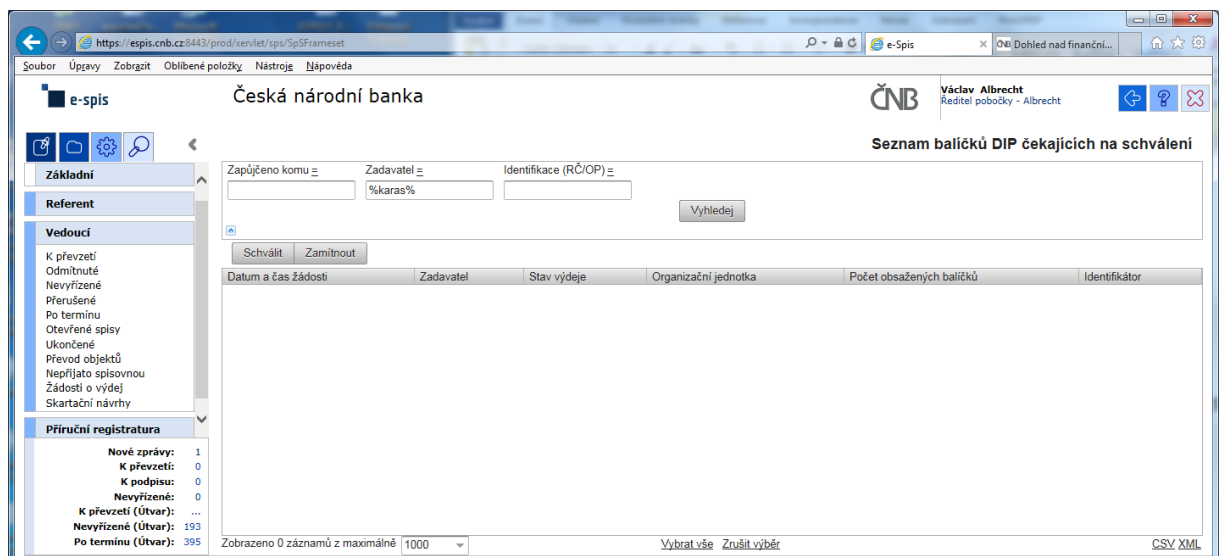 https://espis.cnb.cz:8443/prod/xervlet/sps/SpSFrameset
e-Spis
ČNB Dohled nad finanční...
Soubor Úpravy Zobrazit Oblíbené položky Nástroje Nápověda
e-spis
Česká národní banka
ČNB
Václav Albrecht
Ředitel pobočky - Albrecht
Seznam balíčků DIP čekajících na schválení
Základní
Referent
Vedoucí
K převzetí
Odmítnuté
Nevyřízené
Přerušené
Po termínu
Otevřené spisy
Ukončené
Převod objektů
Nepřijato spisovnou
Žádosti o výdej
Skartační návrhy
Příruční registratura
Nové zprávy: 1
K převzetí: 0
K podpisu: 0
Nevyřízené: 0
K převzetí (Útvar): ...
Nevyřízené (Útvar): 193
Po termínu (Útvar): 395
Zapůjčeno komu = Zadavatel = Identifikace (RČ/OP) =
%karas%
Vyhledej
Schválit Zamítnout
Datum a čas žádosti Zadavatel Stav výdeje Organizační jednotka Počet obsažených balíčků Identifikátor
Zobrazeno 0 záznamů z maximálně 1000 Vybrat vše Zrušit výběr CSV XML